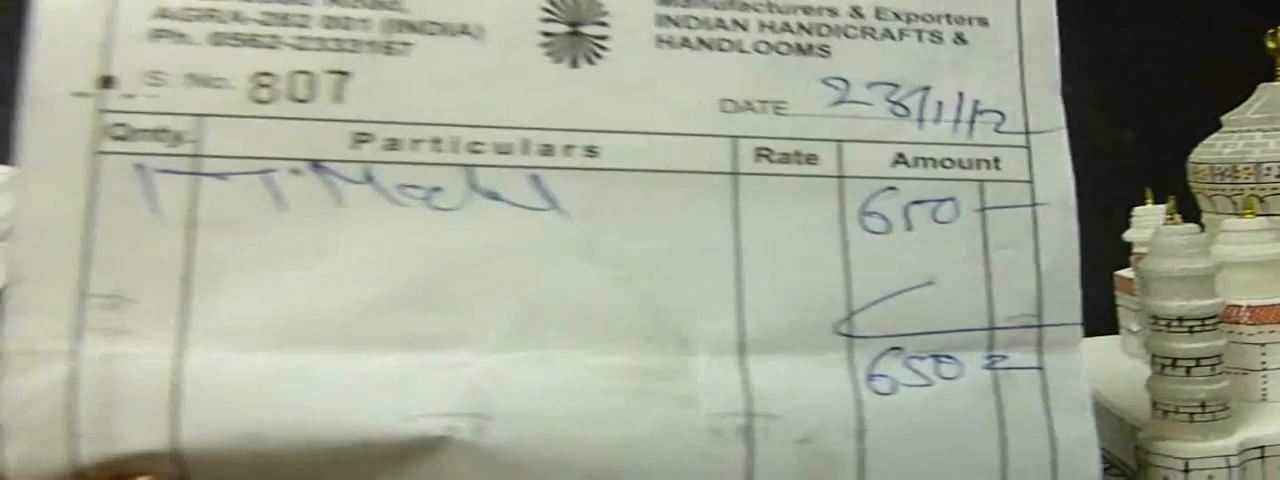 AGRA-282 001 (INDIA)
Ph. 0562-2333167
Manufacturers & Exporters
INDIAN HANDICRAFTS &
HANDLOOMS
S. No. 807
DATE 23/1/12
Qnty. Particulars Rate Amount
1 T. Model 650
650 =